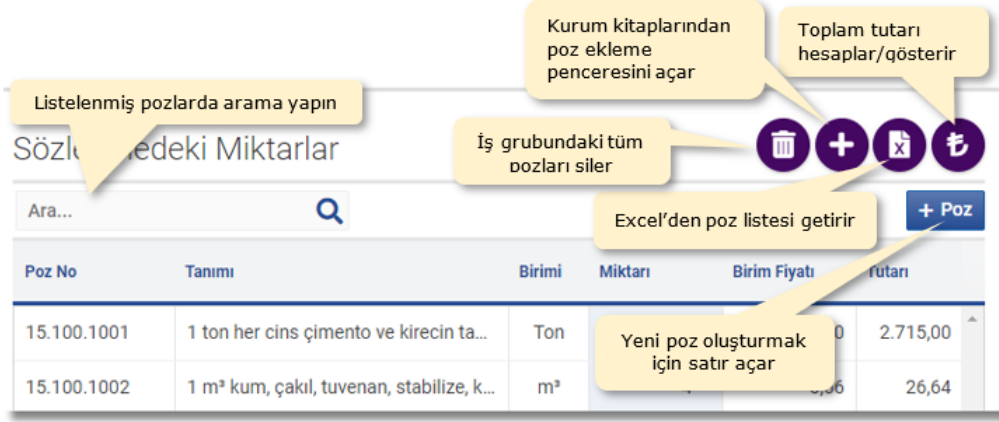 Kurum kitaplarından
poz ekleme
penceresini açar
Toplam tutarı
hesaplar/gösterir
Listelenmiş pozlarda arama yapın
İş grubundaki tüm
pozları siler
deki Miktarlar
Ara...
Excel’den poz listesi getirir
+ Poz
Poz No Tanımı Birimi Miktarı Birim Fiyatı Tutarı
15.100.1001 1 ton her cins çimento ve kirecin ta... Ton 2.715,00
Yeni poz oluşturmak
için satır açar
15.100.1002 1 m³ kum, çakıl, tuvenan, stabilize, k... m³ 26,64